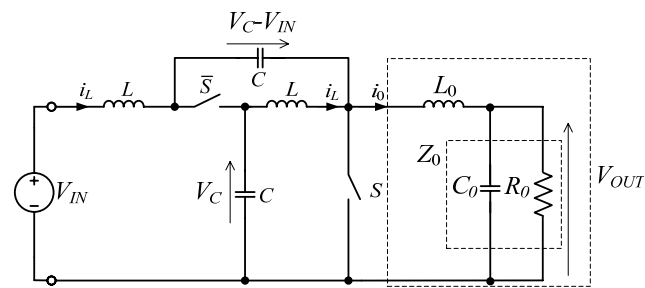 V_C-V_IN
C
i_L
L
S̅
L
i_L
i_0
L_0
V_IN
V_C
C
S
Z_0
C_0
R_0
V_OUT
+
−